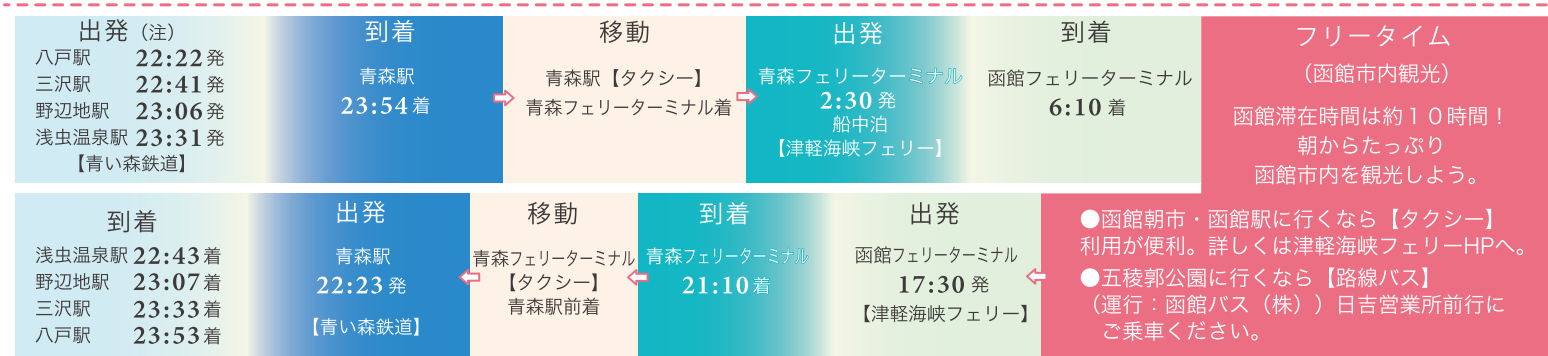 出発（注）
八戸駅 22:22発
三沢駅 22:41発
野辺地駅 23:06発
浅虫温泉駅 23:31発
【青い森鉄道】
到着
青森駅
23:54着
移動
青森駅【タクシー】
青森フェリーターミナル着
出発
青森フェリーターミナル
2:30発
船中泊
【津軽海峡フェリー】
到着
函館フェリーターミナル
6:10着
フリータイム
（函館市内観光）
函館滞在時間は約１０時間！
朝からたっぷり
函館市内を観光しよう。
●函館朝市・函館駅に行くなら【タクシー】
利用が便利。詳しくは津軽海峡フェリーHPへ。
●五稜郭公園に行くなら【路線バス】
（運行：函館バス（株））日吉営業所前行に
ご乗車ください。
出発
函館フェリーターミナル
17:30発
【津軽海峡フェリー】
到着
青森フェリーターミナル
21:10着
移動
青森フェリーターミナル
【タクシー】
青森駅前着
出発
青森駅
22:23発
【青い森鉄道】
到着
浅虫温泉駅 22:43着
野辺地駅 23:07着
三沢駅 23:33着
八戸駅 23:53着